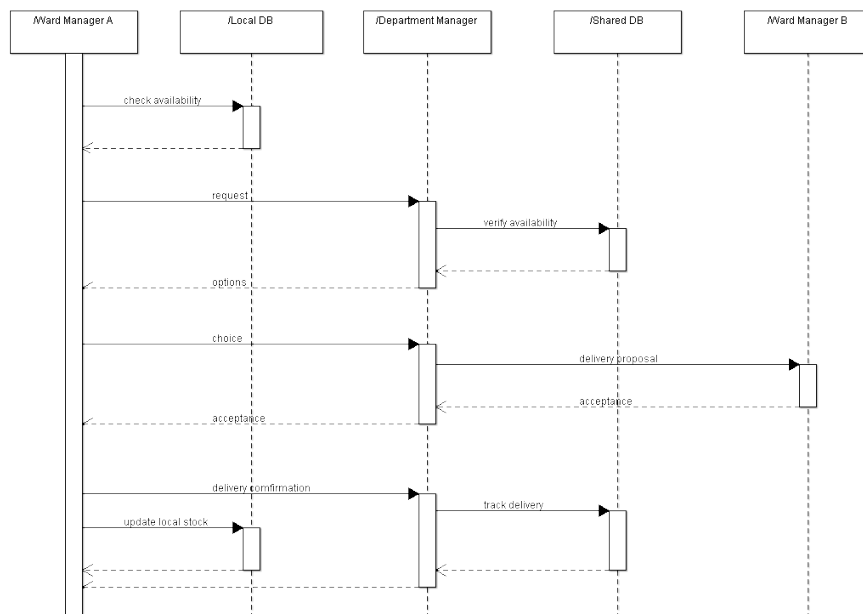 /Ward Manager A
/Local DB
/Department Manager
/Shared DB
/Ward Manager B
check availability
request
verify availability
options
choice
delivery proposal
acceptance
acceptance
delivery comfirmation
track delivery
update local stock